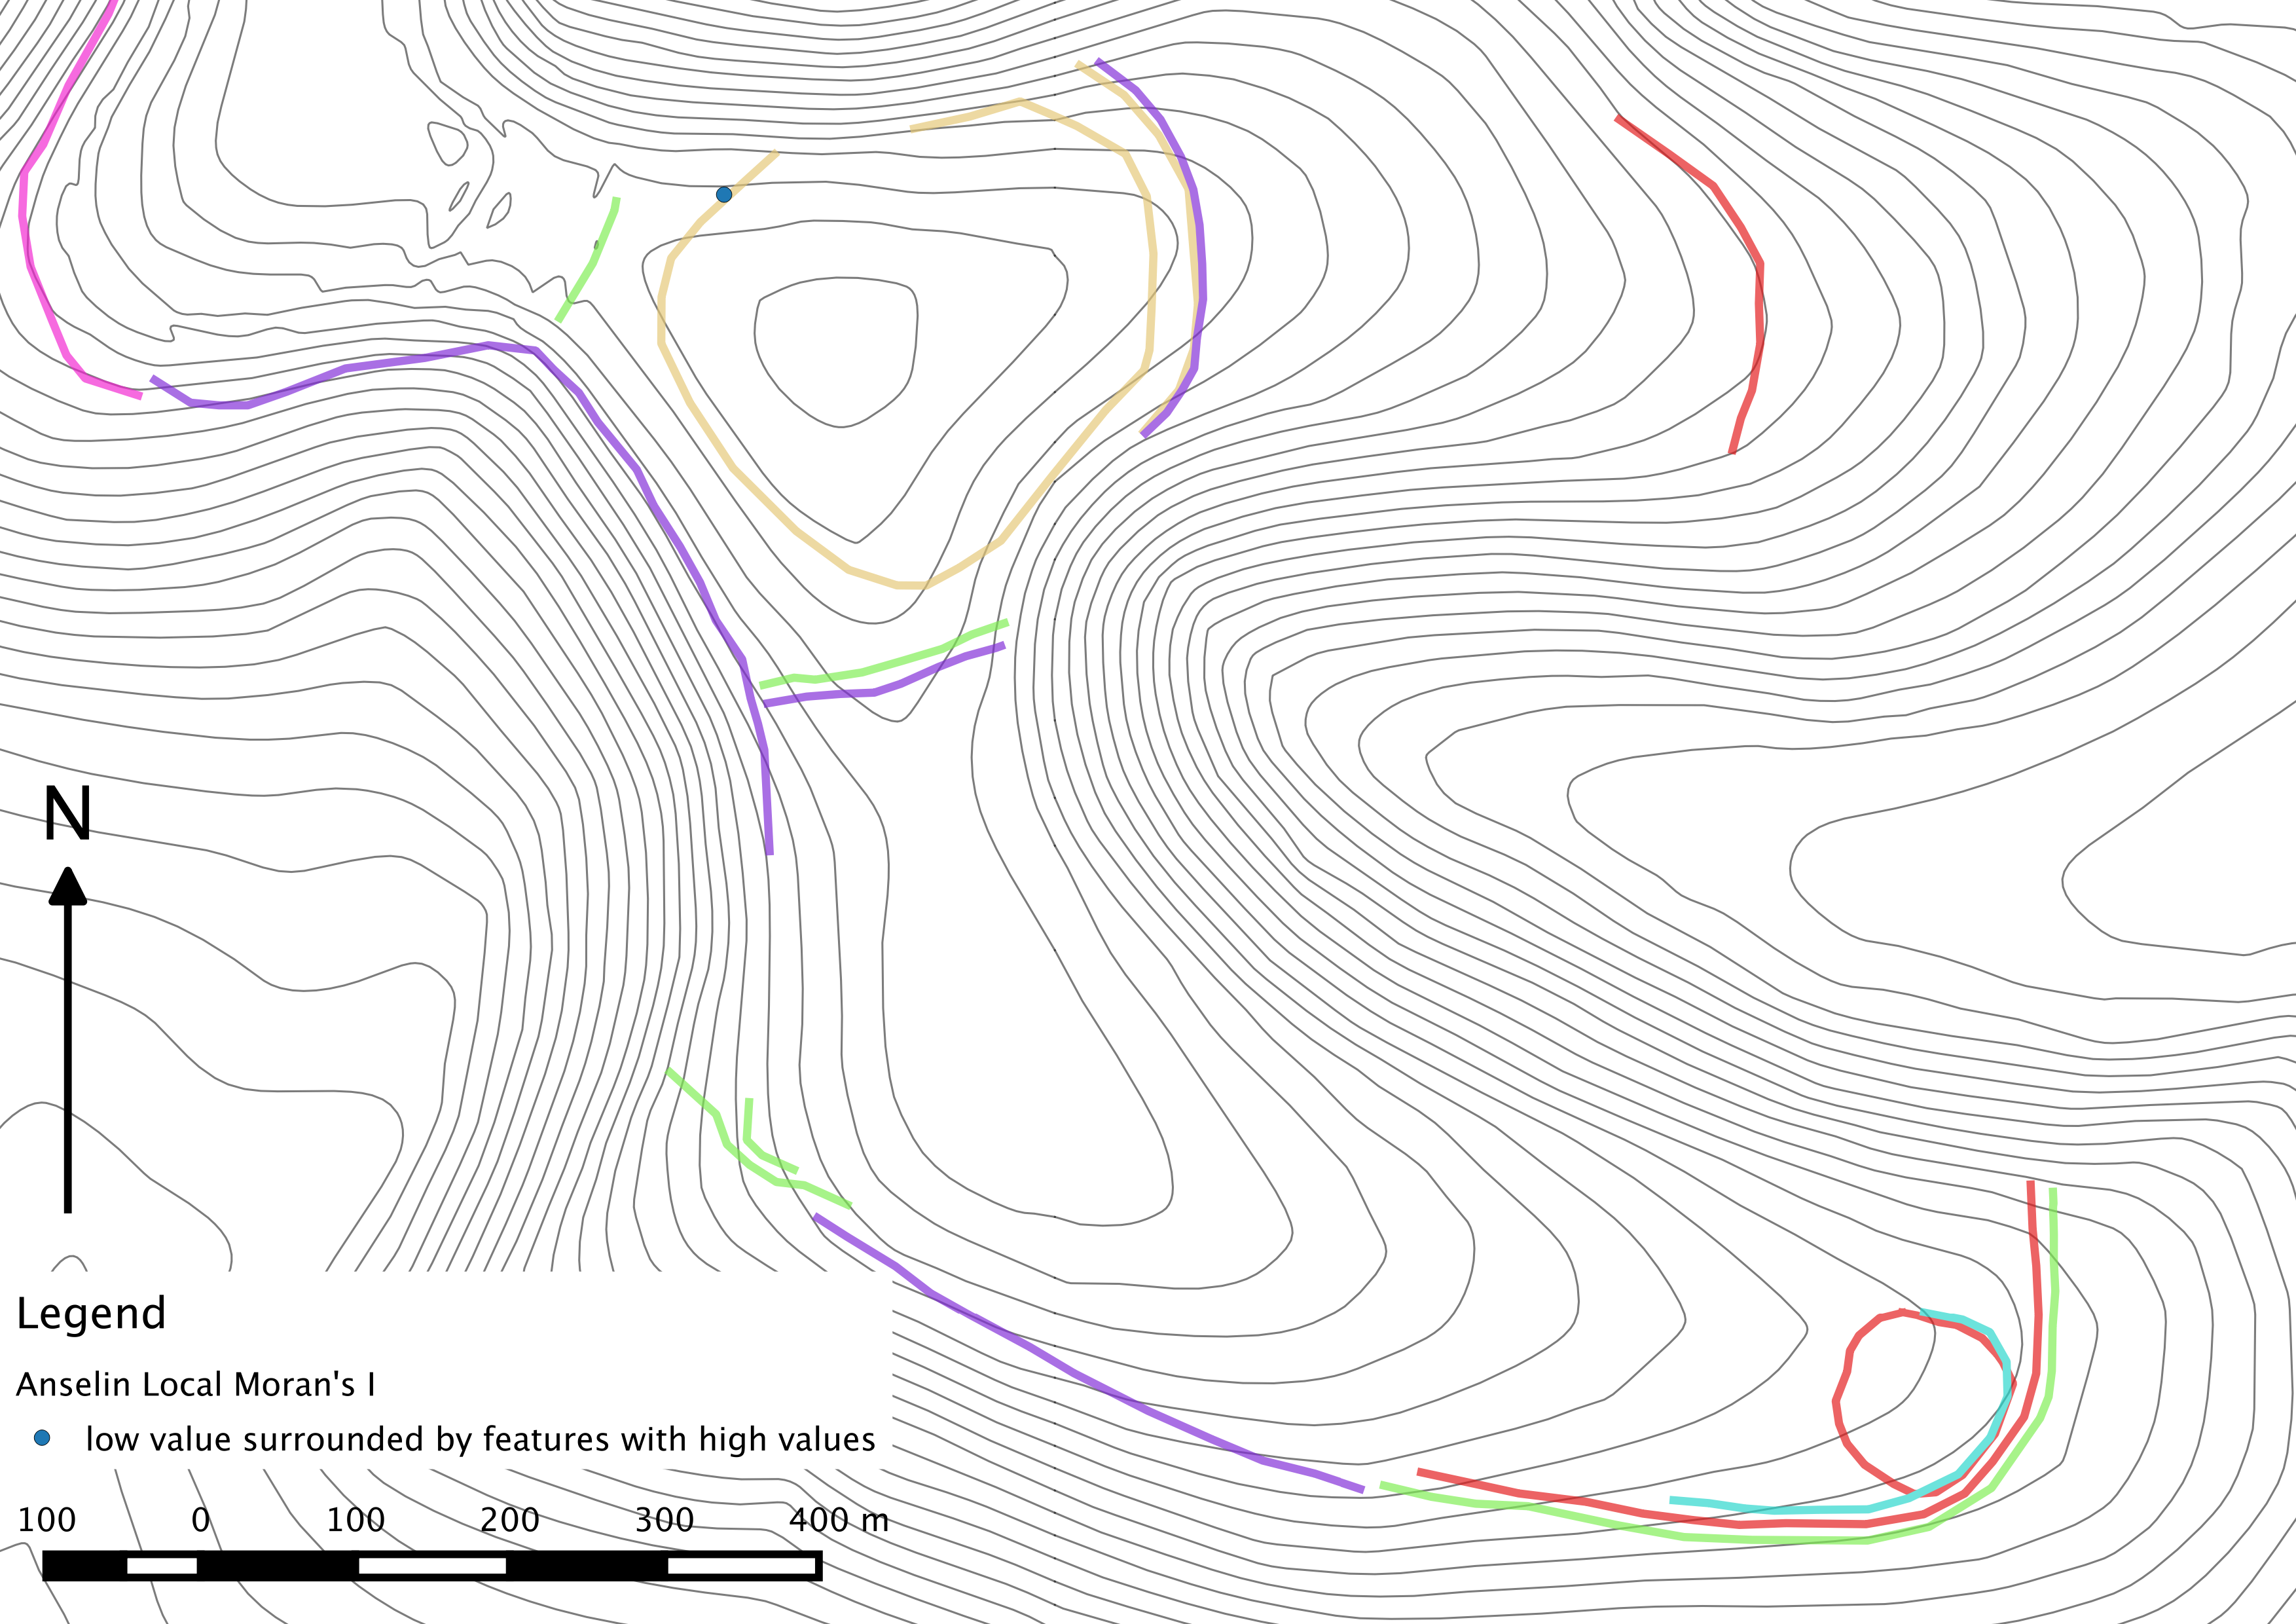 N
Legend
Anselin Local Moran's I
low value surrounded by features with high values
100 0 100 200 300 400 m